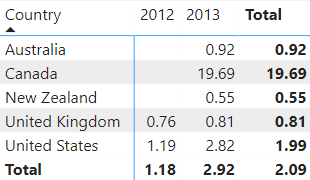 Country 2012 2013 Total
Australia 0.92 0.92
Canada 19.69 19.69
New Zealand 0.55 0.55
United Kingdom 0.76 0.81 0.81
United States 1.19 2.82 1.99
Total 1.18 2.92 2.09